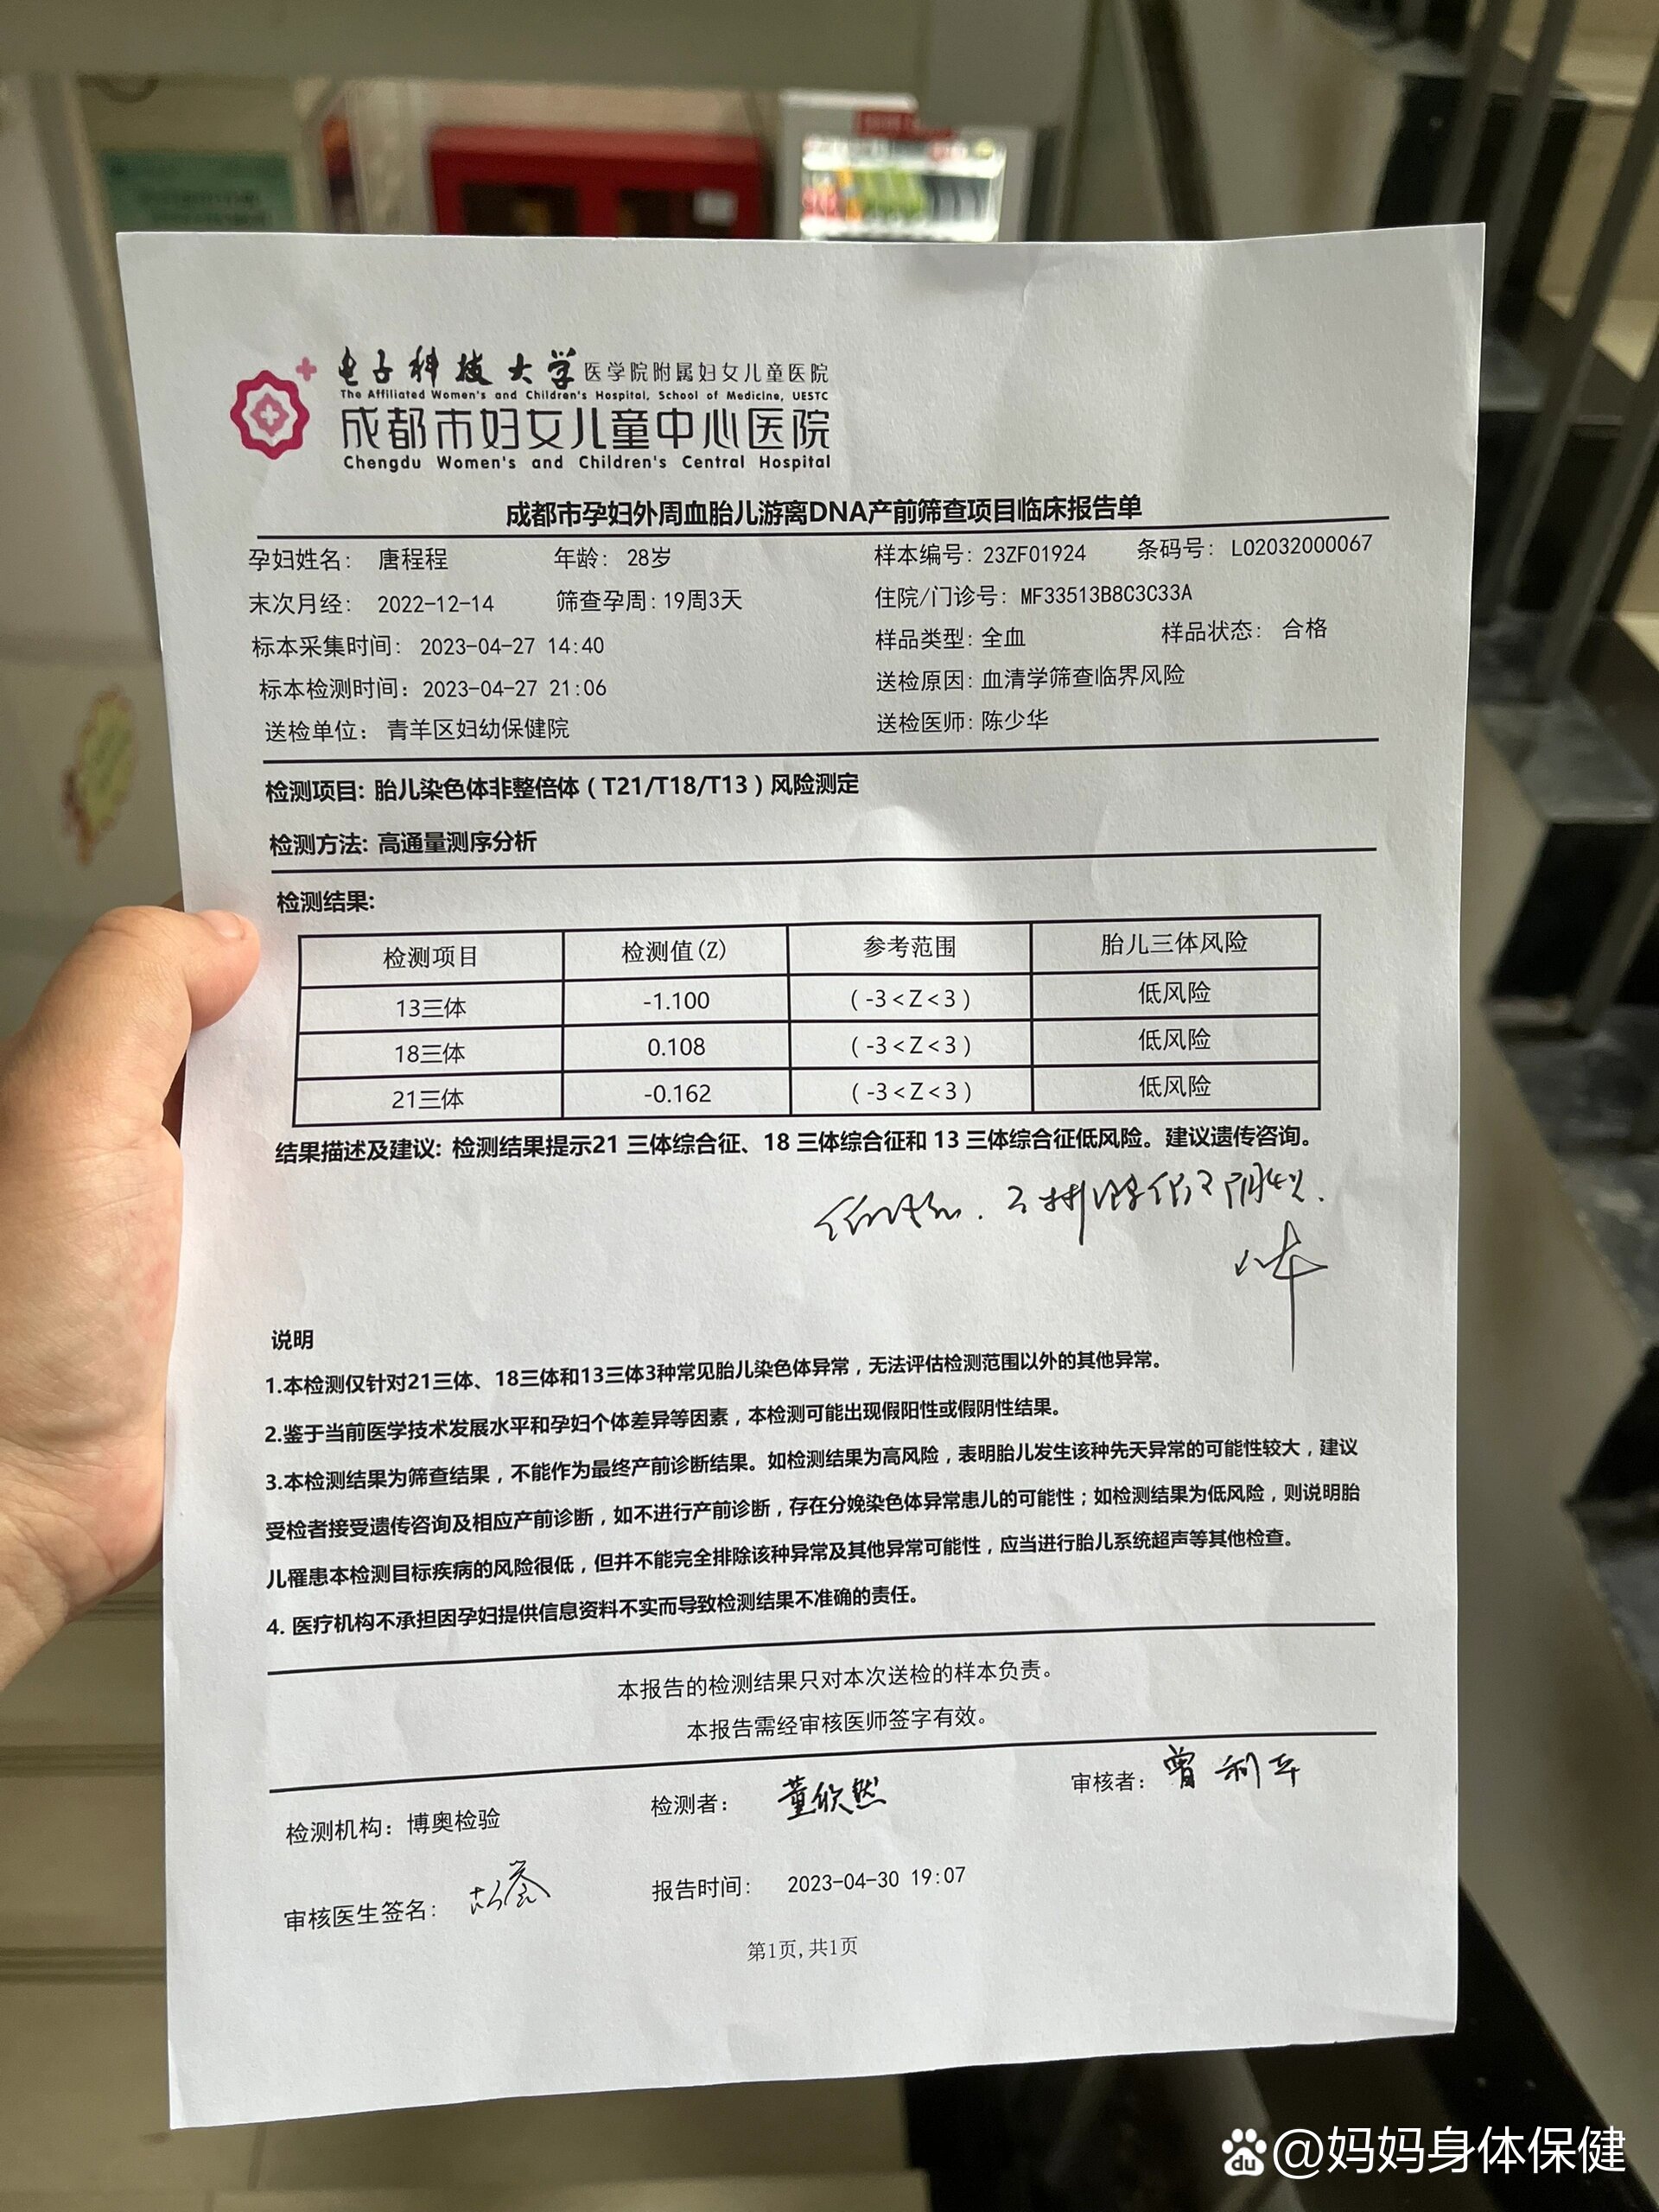 电子科技大学医学院附属妇女儿童医院
The Affiliated Women's and Children's Hospital, School of Medicine, UESTC
成都市妇女儿童中心医院
Chengdu Women's and Children's Central Hospital
成都市孕妇外周血胎儿游离DNA产前筛查项目临床报告单
孕妇姓名: 唐程程 年龄: 28岁 样本编号: 23ZF01924 条码号: L02032000067
末次月经: 2022-12-14 筛查孕周: 19周3天 住院/门诊号: MF33513B8C3C33A
标本采集时间: 2023-04-27 14:40 样品类型: 全血 样品状态: 合格
标本检测时间: 2023-04-27 21:06 送检原因: 血清学筛查临界风险
送检单位: 青羊区妇幼保健院 送检医师: 陈少华
检测项目: 胎儿染色体非整倍体（T21/T18/T13）风险测定
检测方法: 高通量测序分析
检测结果:
检测项目 检测值(Z) 参考范围 胎儿三体风险
13三体 -1.100 (-3<Z<3) 低风险
18三体 0.108 (-3<Z<3) 低风险
21三体 -0.162 (-3<Z<3) 低风险
结果描述及建议: 检测结果提示21 三体综合征、18 三体综合征和 13 三体综合征低风险。建议遗传咨询。
说明
1.本检测仅针对21三体、18三体和13三体3种常见胎儿染色体异常，无法评估检测范围以外的其他异常。
2.鉴于当前医学技术发展水平和孕妇个体差异等因素，本检测可能出现假阳性或假阴性结果。
3.本检测结果为筛查结果，不能作为最终产前诊断结果。如检测结果为高风险，表明胎儿发生该种先天异常的可能性较大，建议
受检者接受遗传咨询及相应产前诊断，如不进行产前诊断，存在分娩染色体异常患儿的可能性；如检测结果为低风险，则说明胎
儿罹患本检测目标疾病的风险很低，但并不能完全排除该种异常及其他异常可能性，应当进行胎儿系统超声等其他检查。
4. 医疗机构不承担因孕妇提供信息资料不实而导致检测结果不准确的责任。
本报告的检测结果只对本次送检的样本负责。
本报告需经审核医师签字有效。
检测机构: 博奥检验 检测者: 董欣然 审核者: 曾利平
审核医生签名: 报告时间: 2023-04-30 19:07
第1页,共1页
du @妈妈身体保健